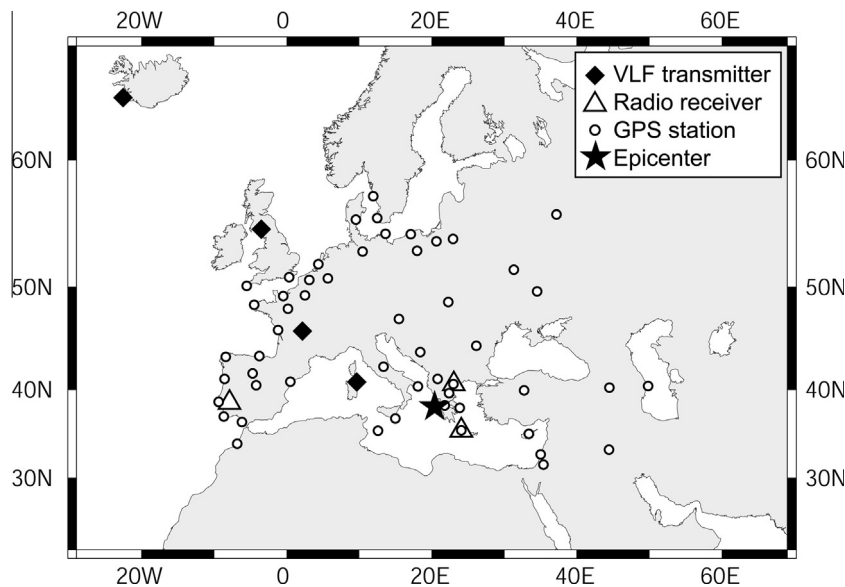 20W 0 20E 40E 60E
VLF transmitter
Radio receiver
GPS station
Epicenter
60N 60N
50N 50N
40N 40N
30N 30N
20W 0 20E 40E 60E